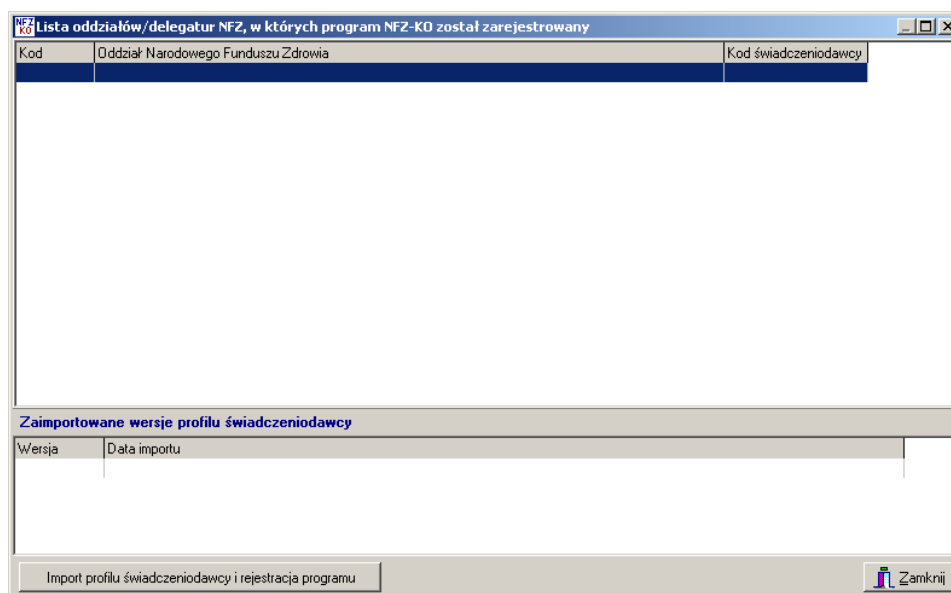 NFZ KO Lista oddziałów/delegatur NFZ, w których program NFZ-KO został zarejestrowany
Kod Oddział Narodowego Funduszu Zdrowia Kod świadczeniodawcy
Zaimportowane wersje profilu świadczeniodawcy
Wersja Data importu
Import profilu świadczeniodawcy i rejestracja programu Zamknij